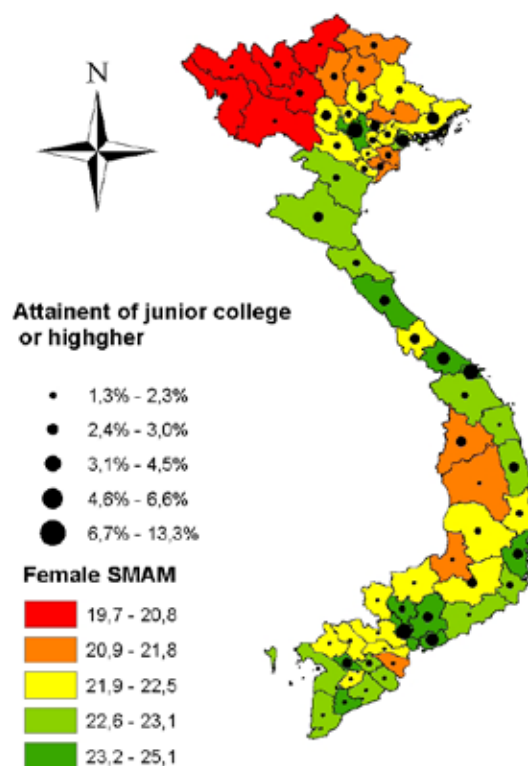 N
Attainent of junior college
or highgher
1,3% - 2,3%
2,4% - 3,0%
3,1% - 4,5%
4,6% - 6,6%
6,7% - 13,3%
Female SMAM
19,7 - 20,8
20,9 - 21,8
21,9 - 22,5
22,6 - 23,1
23,2 - 25,1